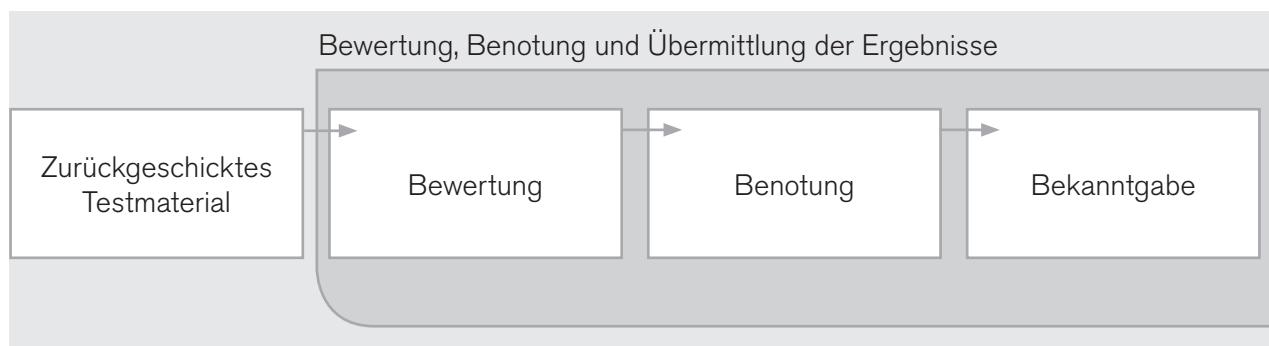 Bewertung, Benotung und Übermittlung der Ergebnisse
Zurückgeschicktes
Testmaterial
Bewertung
Benotung
Bekanntgabe